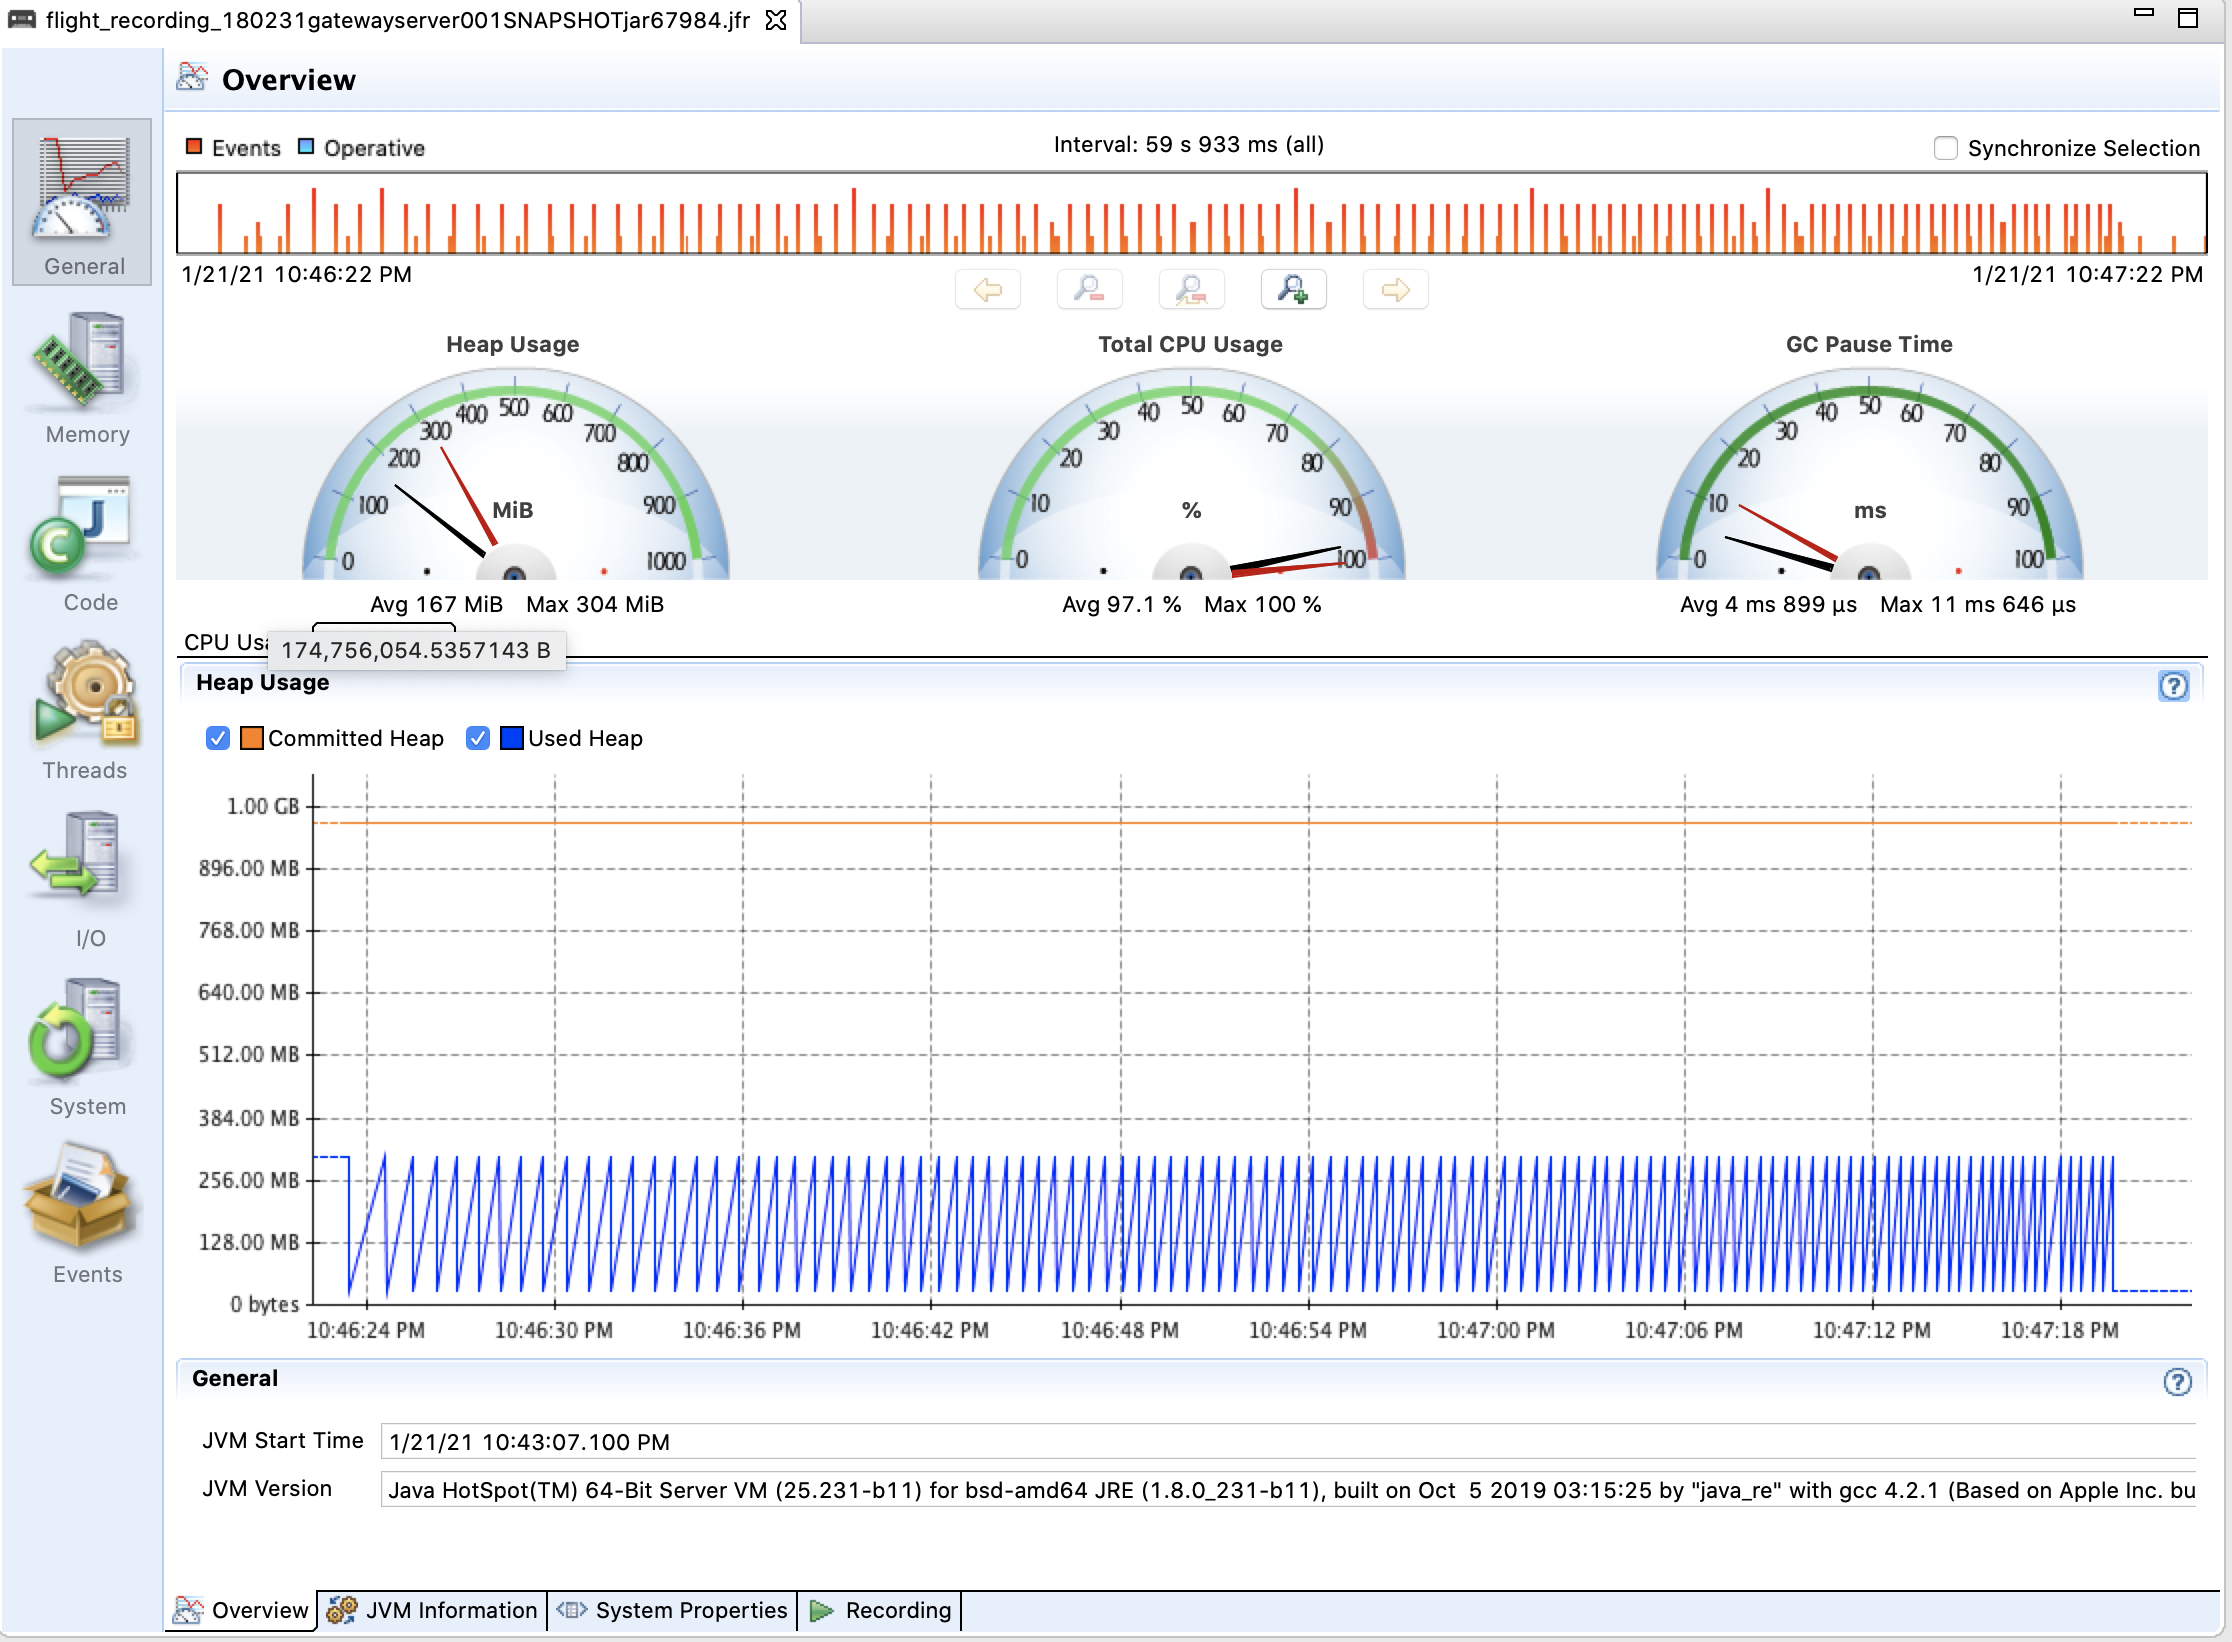 flight_recording_180231gatewayserver001SNAPSHOTjar67984.jfr
Overview
Events Operative Interval: 59 s 933 ms (all) Synchronize Selection
1/21/21 10:46:22 PM 1/21/21 10:47:22 PM
General
Memory
Code
Threads
I/O
System
Events
Heap Usage
0 100 200 300 400 500 600 700 800 900 1000
MiB
Avg 167 MiB Max 304 MiB
Total CPU Usage
0 10 20 30 40 50 60 70 80 90 100
%
Avg 97.1 % Max 100 %
GC Pause Time
0 10 20 30 40 50 60 70 80 90 100
ms
Avg 4 ms 899 µs Max 11 ms 646 µs
CPU Usa
174,756,054.5357143 B
Heap Usage
Committed Heap Used Heap
1.00 GB
896.00 MB
768.00 MB
640.00 MB
512.00 MB
384.00 MB
256.00 MB
128.00 MB
0 bytes
10:46:24 PM 10:46:30 PM 10:46:36 PM 10:46:42 PM 10:46:48 PM 10:46:54 PM 10:47:00 PM 10:47:06 PM 10:47:12 PM 10:47:18 PM
General
JVM Start Time 1/21/21 10:43:07.100 PM
JVM Version Java HotSpot(TM) 64-Bit Server VM (25.231-b11) for bsd-amd64 JRE (1.8.0_231-b11), built on Oct  5 2019 03:15:25 by "java_re" with gcc 4.2.1 (Based on Apple Inc. bu
Overview JVM Information System Properties Recording